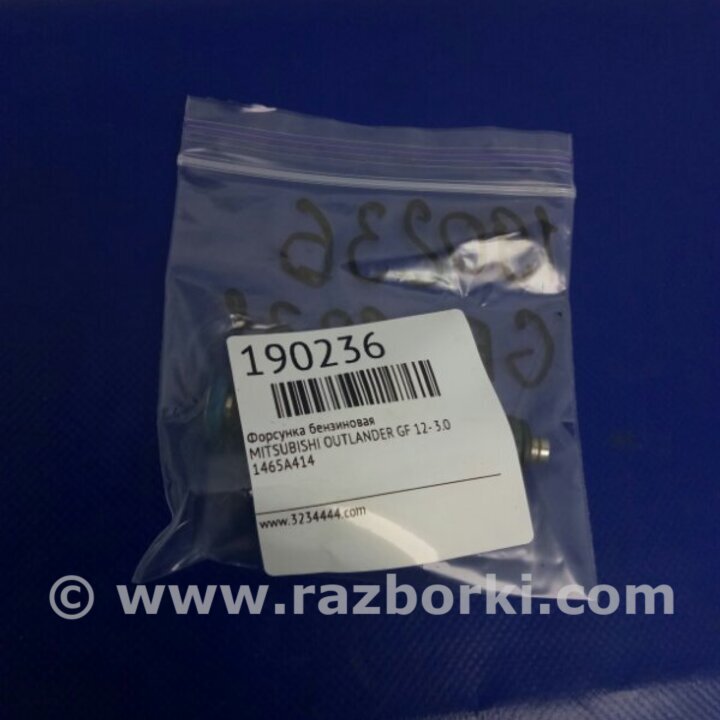 190236
190236
Форсунка бензиновая
MITSUBISHI OUTLANDER GF 12- 3.0
1465A414
www.3234444.com
© www.razborki.com